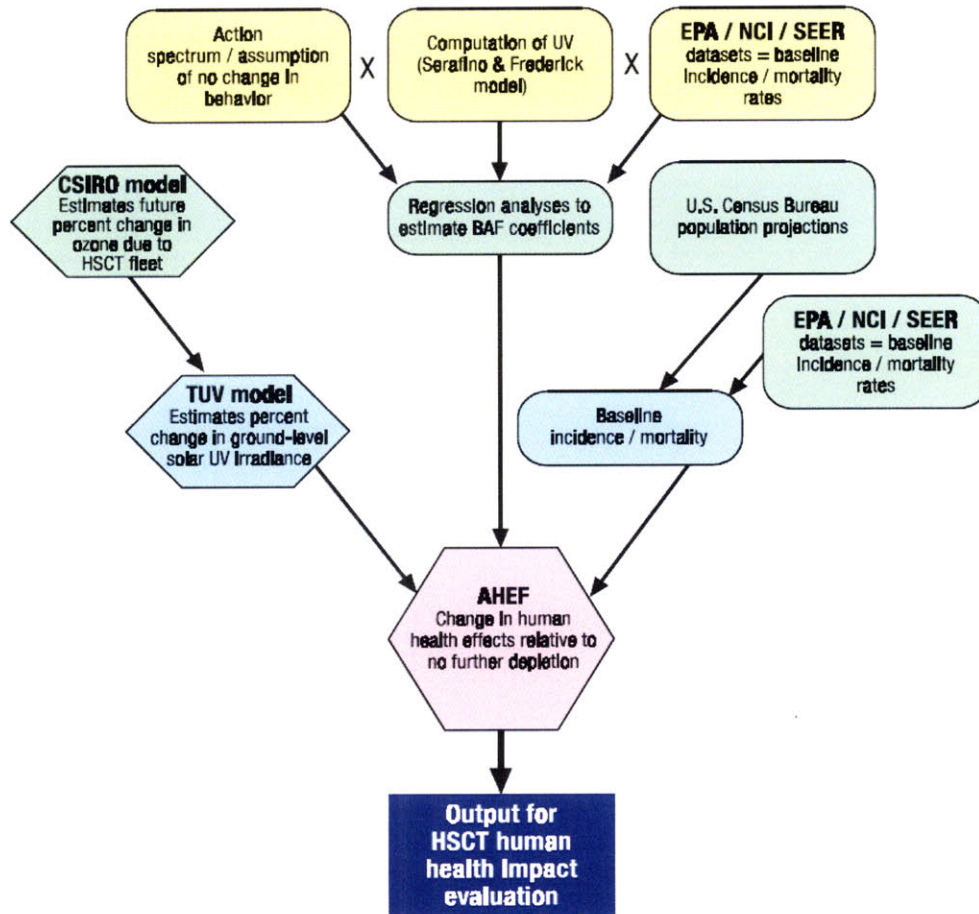 Action
spectrum / assumption
of no change in
behavior
X
Computation of UV
(Serafino & Frederick
model)
X
EPA / NCI / SEER
datasets = baseline
Incidence / mortality
rates
CSIRO model
Estimates future
percent change in
ozone due to
HSCT fleet
Regression analyses to
estimate BAF coefficients
U.S. Census Bureau
population projections
EPA / NCI / SEER
datasets = baseline
Incidence / mortality
rates
TUV model
Estimates percent
change in ground-level
solar UV Irradiance
Baseline
incidence / mortality
AHEF
Change in human
health effects relative to
no further depletion
Output for
HSCT human
health Impact
evaluation